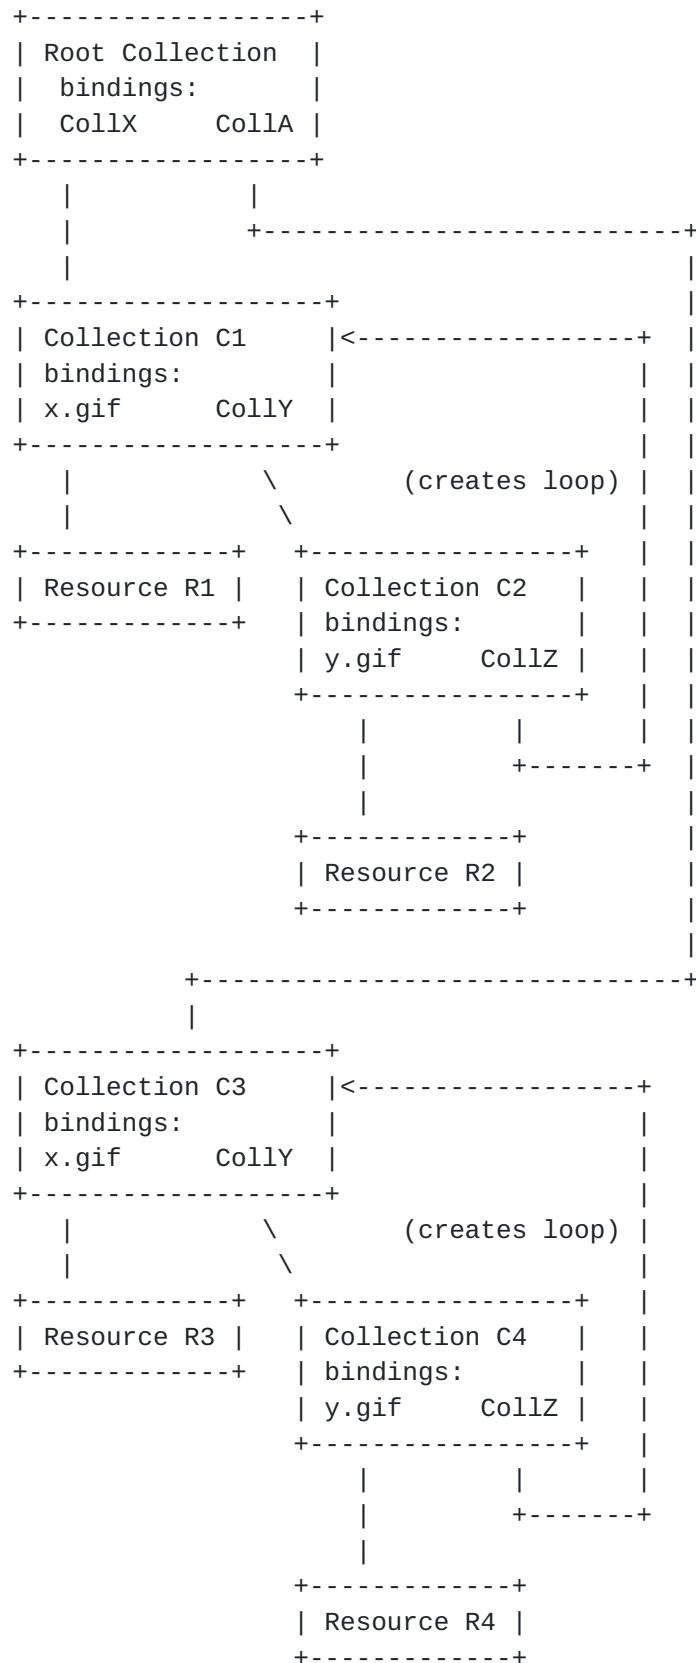 Root Collection
bindings:
CollX CollA
Collection C1
bindings:
x.gif CollY
(creates loop)
Resource R1
Collection C2
bindings:
y.gif CollZ
Resource R2
Collection C3
bindings:
x.gif CollY
(creates loop)
Resource R3
Collection C4
bindings:
y.gif CollZ
Resource R4